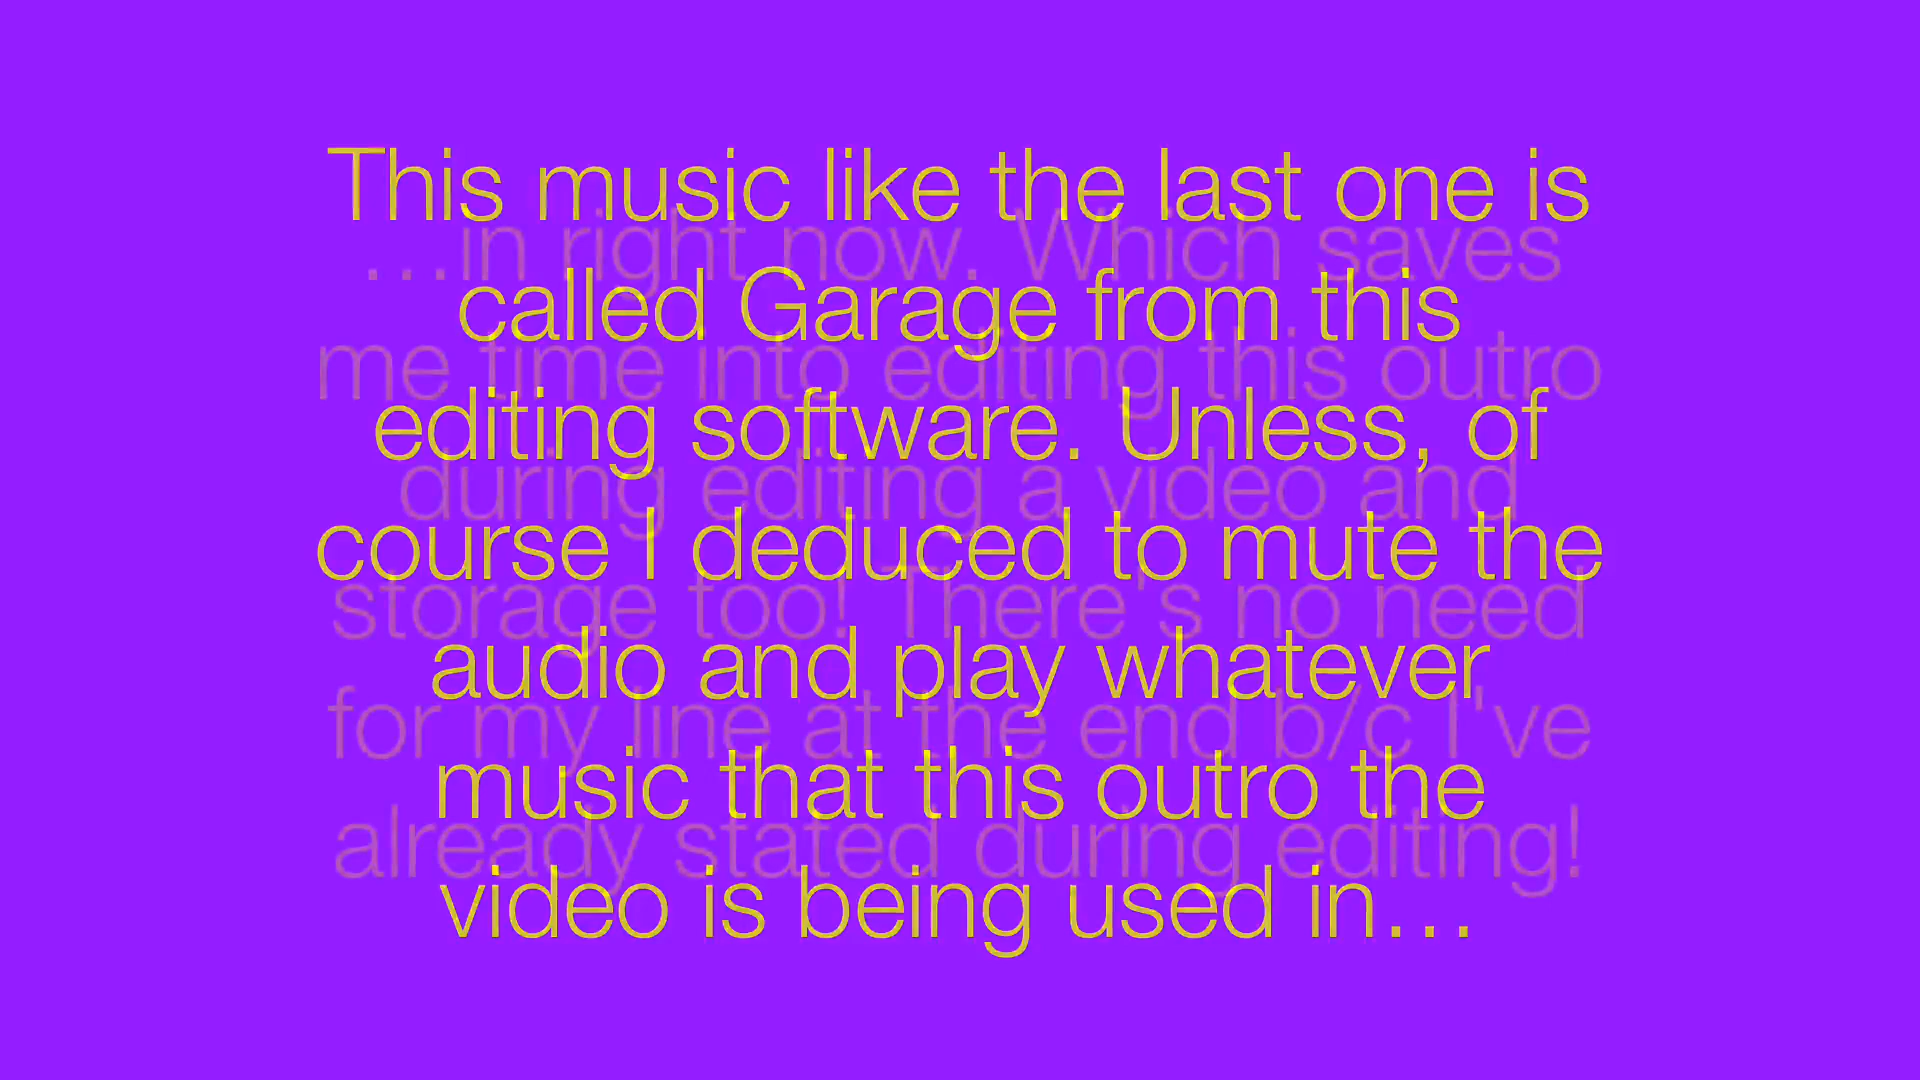 This music like the last one is
called Garage from this
editing software. Unless, of
course I deduced to mute the
audio and play whatever
music that this outro the
video is being used in…
…in right now. Which saves
me time into editing this outro
during editing a video and
storage too! There's no need
for my line at the end b/c I've
already stated during editing!